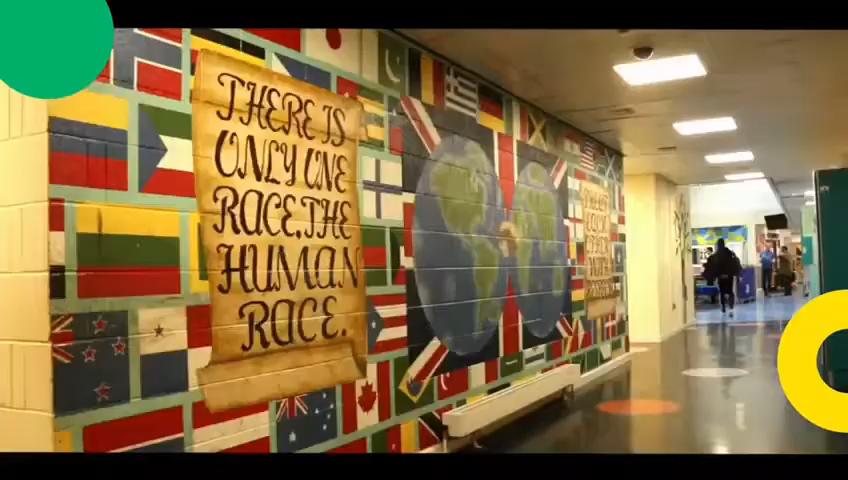 THERE IS
ONLY ONE
RACE.THE
HUMAN
RACE.